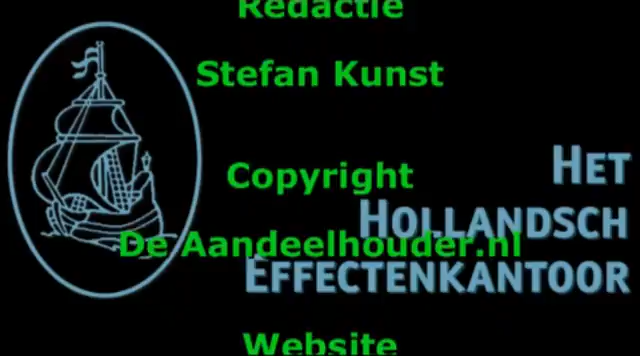 Redactie
Stefan Kunst
Copyright
De Aandeelhouder.nl
Website
HET
HOLLANDSCH
EFFECTENKANTOOR